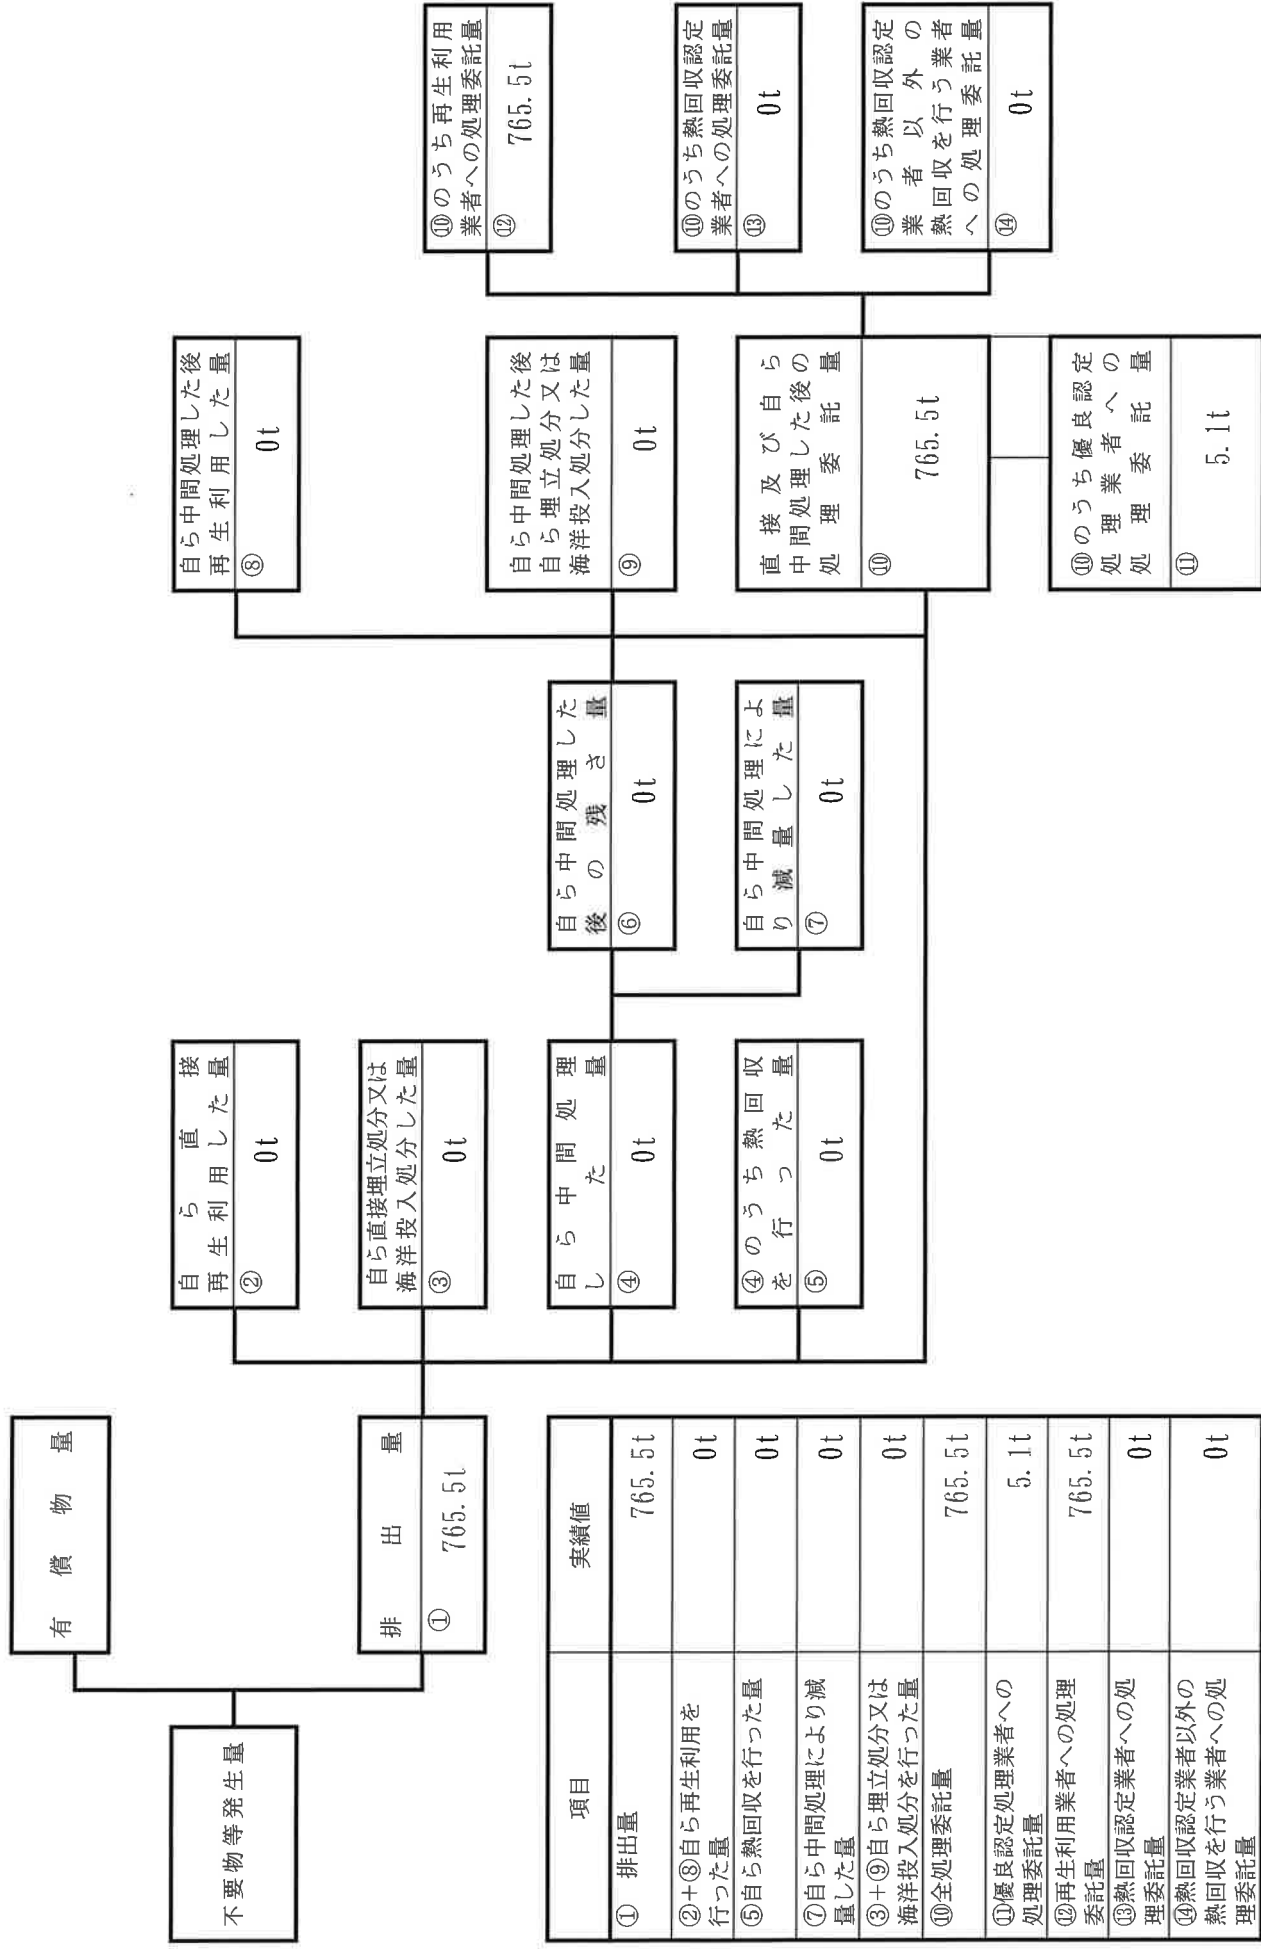 有償物量
不要物等発生量
排出量
① 765.5t
自ら直接
再生利用した量
② 0t
自ら直接埋立処分又は
海洋投入処分した量
③ 0t
自ら中間処理
した量
④ 0t
④のうち熱回収
を行った量
⑤ 0t
自ら中間処理した
後の残さ量
⑥ 0t
自ら中間処理によ
り減量した量
⑦ 0t
自ら中間処理した後
再生利用した量
⑧ 0t
自ら中間処理した後
自ら埋立処分又は
海洋投入処分した量
⑨ 0t
直接及び自ら
中間処理した後の
処理委託量
⑩ 765.5t
⑩のうち優良認定
処理業者への
処理委託量
⑪ 5.1t
⑩のうち再生利用
業者への処理委託量
⑫ 765.5t
⑩のうち熱回収認定
業者への処理委託量
⑬ 0t
⑩のうち熱回収認定
業者以外の
熱回収を行う業者
への処理委託量
⑭ 0t
項目 実績値
① 排出量 765.5t
②+⑧自ら再生利用を
行った量 0t
⑤自ら熱回収を行った量 0t
⑦自ら中間処理により減
量した量 0t
③+⑨自ら埋立処分又は
海洋投入処分を行った量 0t
⑩全処理委託量 765.5t
⑪優良認定処理業者への
処理委託量 5.1t
⑫再生利用業者への処理
委託量 765.5t
⑬熱回収認定業者への処
理委託量 0t
⑭熱回収認定業者以外の
熱回収を行う業者への処
理委託量 0t